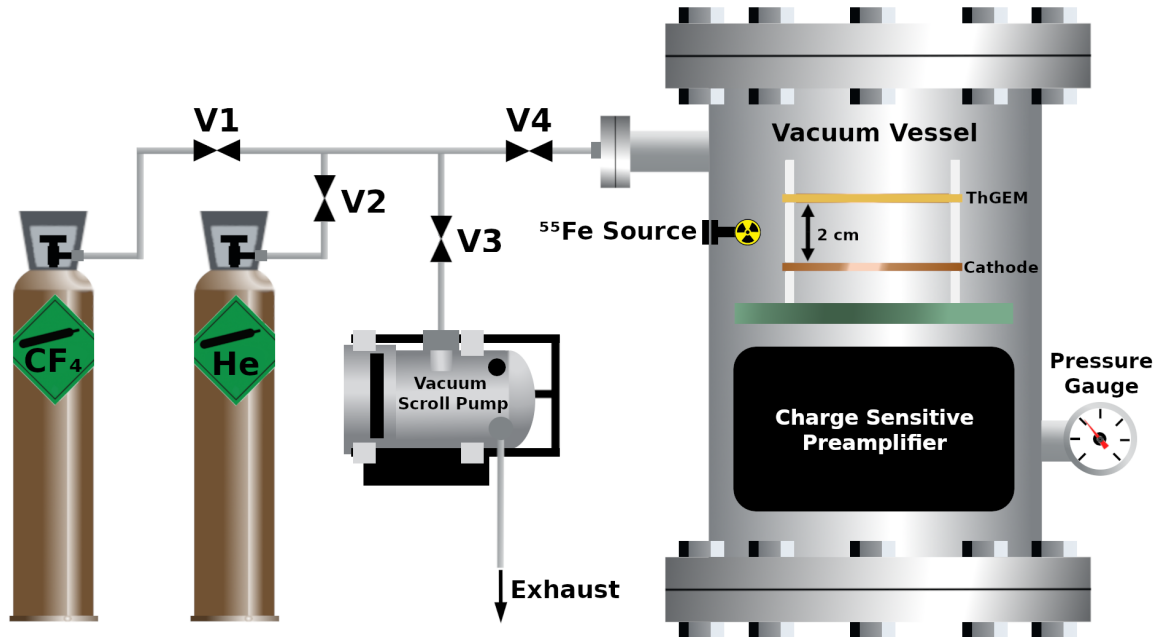 V1
V4
Vacuum Vessel
V2
ThGEM
⁵⁵Fe Source
V3
2 cm
Cathode
CF₄
He
Vacuum
Scroll Pump
Pressure
Gauge
Charge Sensitive
Preamplifier
Exhaust